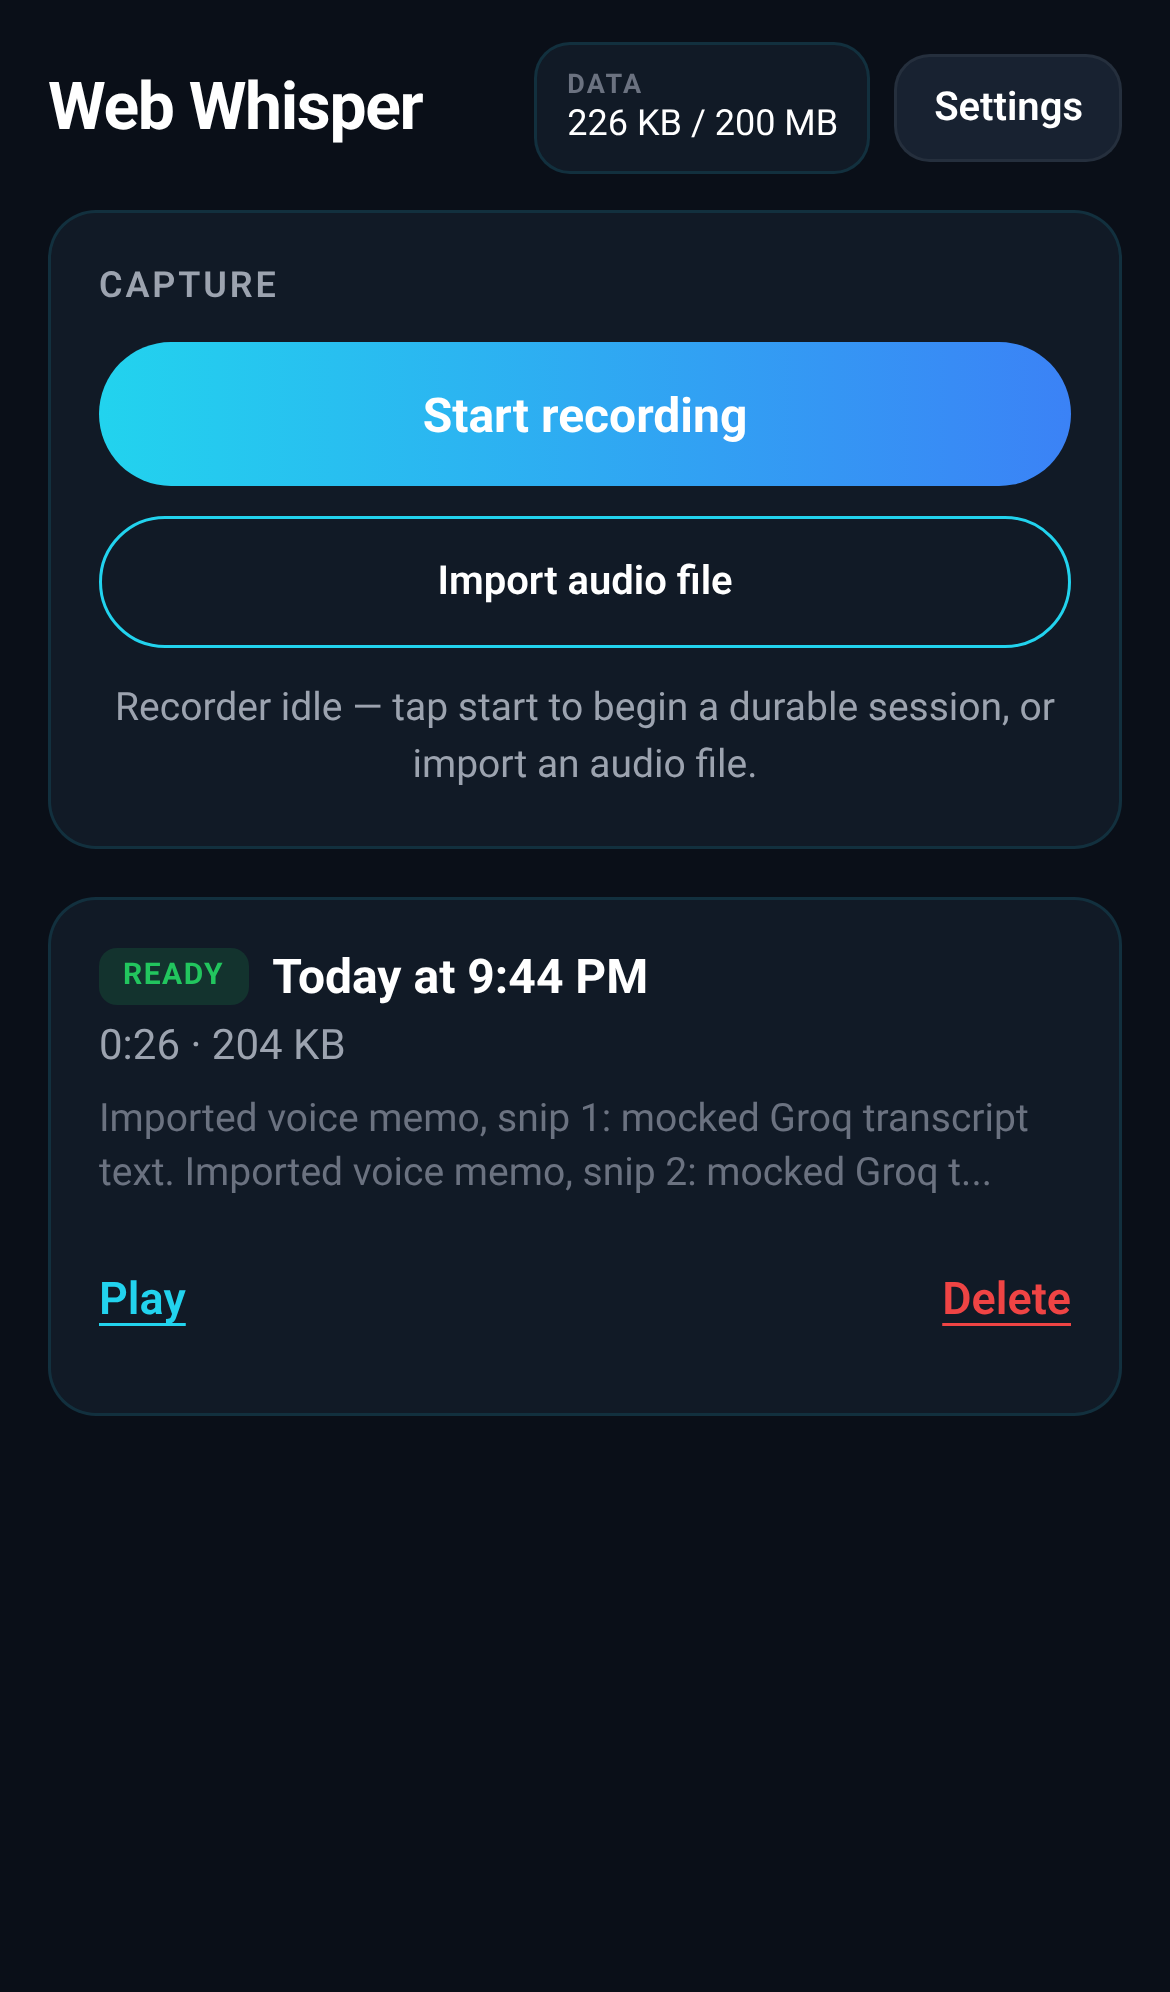 Web Whisper
DATA
226 KB / 200 MB
Settings
CAPTURE
Start recording
Import audio file
Recorder idle — tap start to begin a durable session, or
import an audio file.
READY
Today at 9:44 PM
0:26 · 204 KB
Imported voice memo, snip 1: mocked Groq transcript
text. Imported voice memo, snip 2: mocked Groq t...
Play
Delete